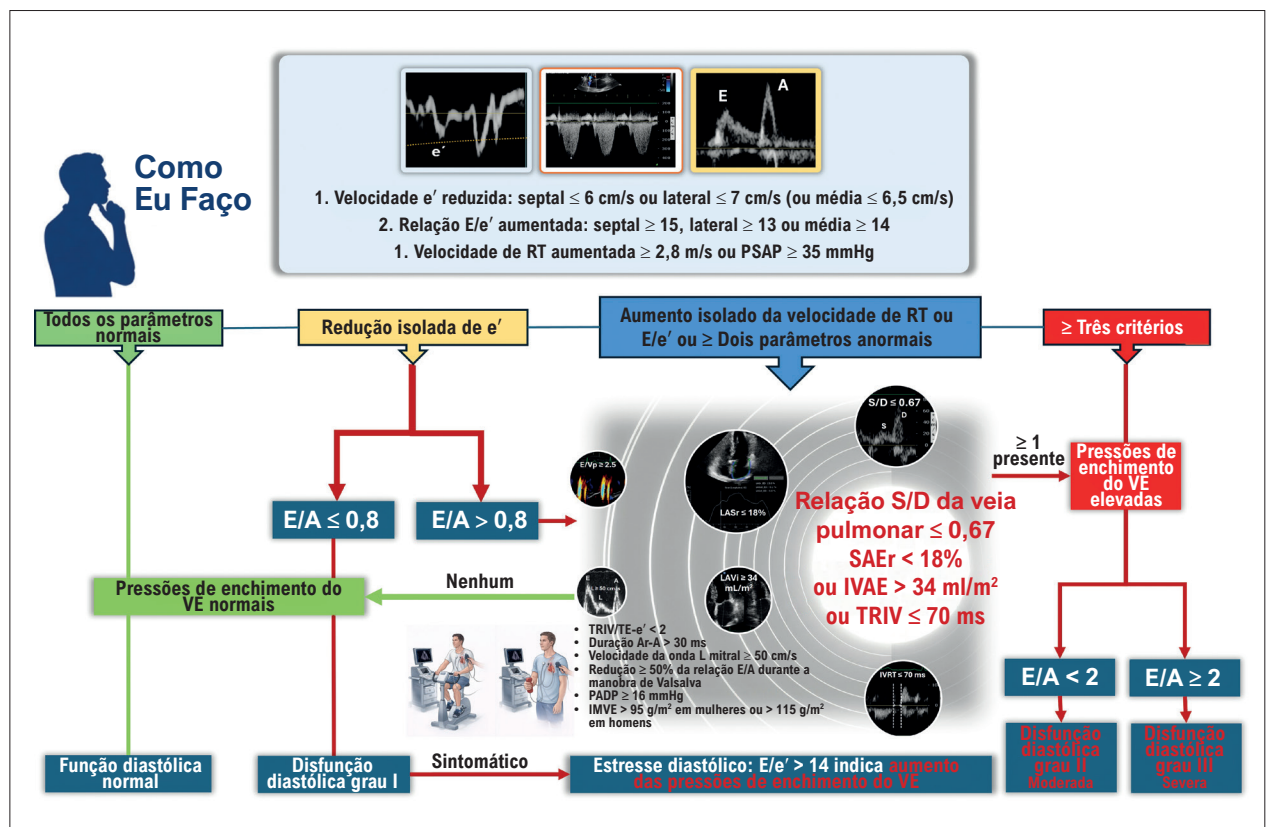 Como
Eu Faço
e′
E
A
1. Velocidade e′ reduzida: septal ≤ 6 cm/s ou lateral ≤ 7 cm/s (ou média ≤ 6,5 cm/s)
2. Relação E/e′ aumentada: septal ≥ 15, lateral ≥ 13 ou média ≥ 14
1. Velocidade de RT aumentada ≥ 2,8 m/s ou PSAP ≥ 35 mmHg
Todos os parâmetros
normais
Redução isolada de e′
Aumento isolado da velocidade de RT ou
E/e′ ou ≥ Dois parâmetros anormais
≥ Três critérios
E/A ≤ 0,8
E/A > 0,8
E/Vp ≥ 2.5
LASr ≤ 18%
S/D ≤ 0.67
S
D
Relação S/D da veia
pulmonar ≤ 0,67
SAEr < 18%
ou IVAE > 34 ml/m²
ou TRIV ≤ 70 ms
≥ 1
presente
Pressões de
enchimento
do VE
elevadas
Pressões de enchimento do
VE normais
Nenhum
E
A
L ≥ 50 cm/s
L
LAVi ≥ 34
mL/m²
• TRIV/TE-e′ < 2
• Duração Ar-A > 30 ms
• Velocidade da onda L mitral ≥ 50 cm/s
• Redução ≥ 50% da relação E/A durante a
manobra de Valsalva
• PADP ≥ 16 mmHg
• IMVE > 95 g/m² em mulheres ou > 115 g/m²
em homens
IVRT ≤ 70 ms
E/A < 2
E/A ≥ 2
Disfunção
diastólica
grau II
Moderada
Disfunção
diastólica
grau III
Severa
Função diastólica
normal
Disfunção
diastólica grau I
Sintomático
Estresse diastólico: E/e′ > 14 indica aumento
das pressões de enchimento do VE